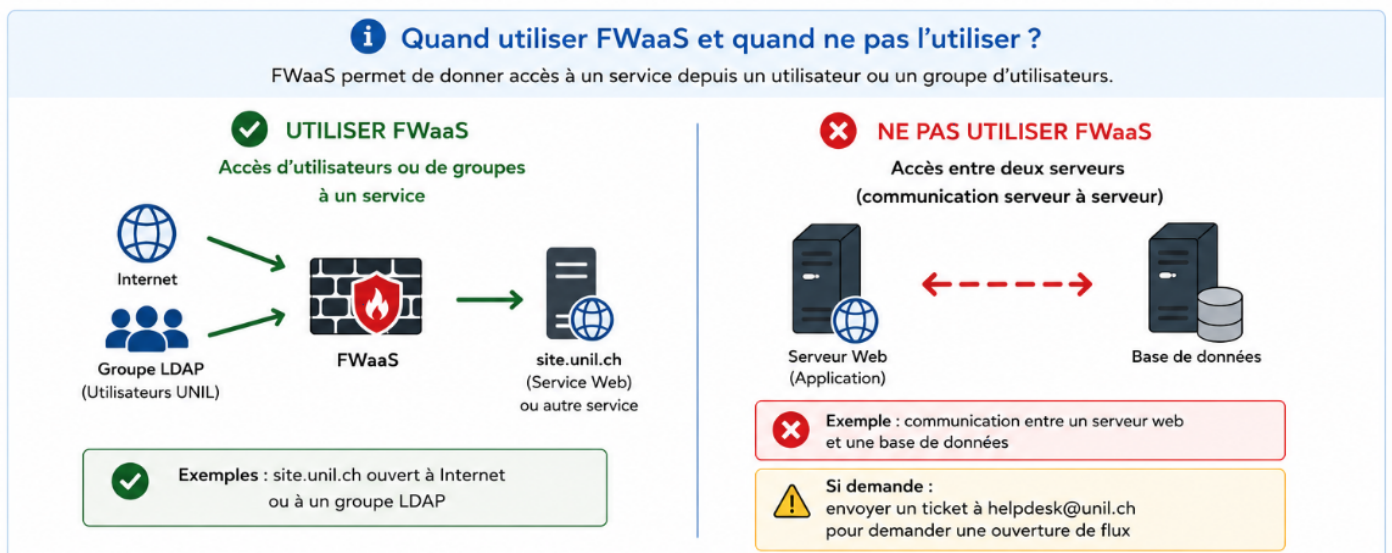 Quand utiliser FWaaS et quand ne pas l'utiliser ?
FWaaS permet de donner accès à un service depuis un utilisateur ou un groupe d'utilisateurs.
UTILISER FWaaS
Accès d'utilisateurs ou de groupes
à un service
Internet
Groupe LDAP
(Utilisateurs UNIL)
FWaaS
site.unil.ch
(Service Web)
ou autre service
Exemples : site.unil.ch ouvert à Internet
ou à un groupe LDAP
NE PAS UTILISER FWaaS
Accès entre deux serveurs
(communication serveur à serveur)
Serveur Web
(Application)
Base de données
Exemple : communication entre un serveur web
et une base de données
Si demande :
envoyer un ticket à helpdesk@unil.ch
pour demander une ouverture de flux